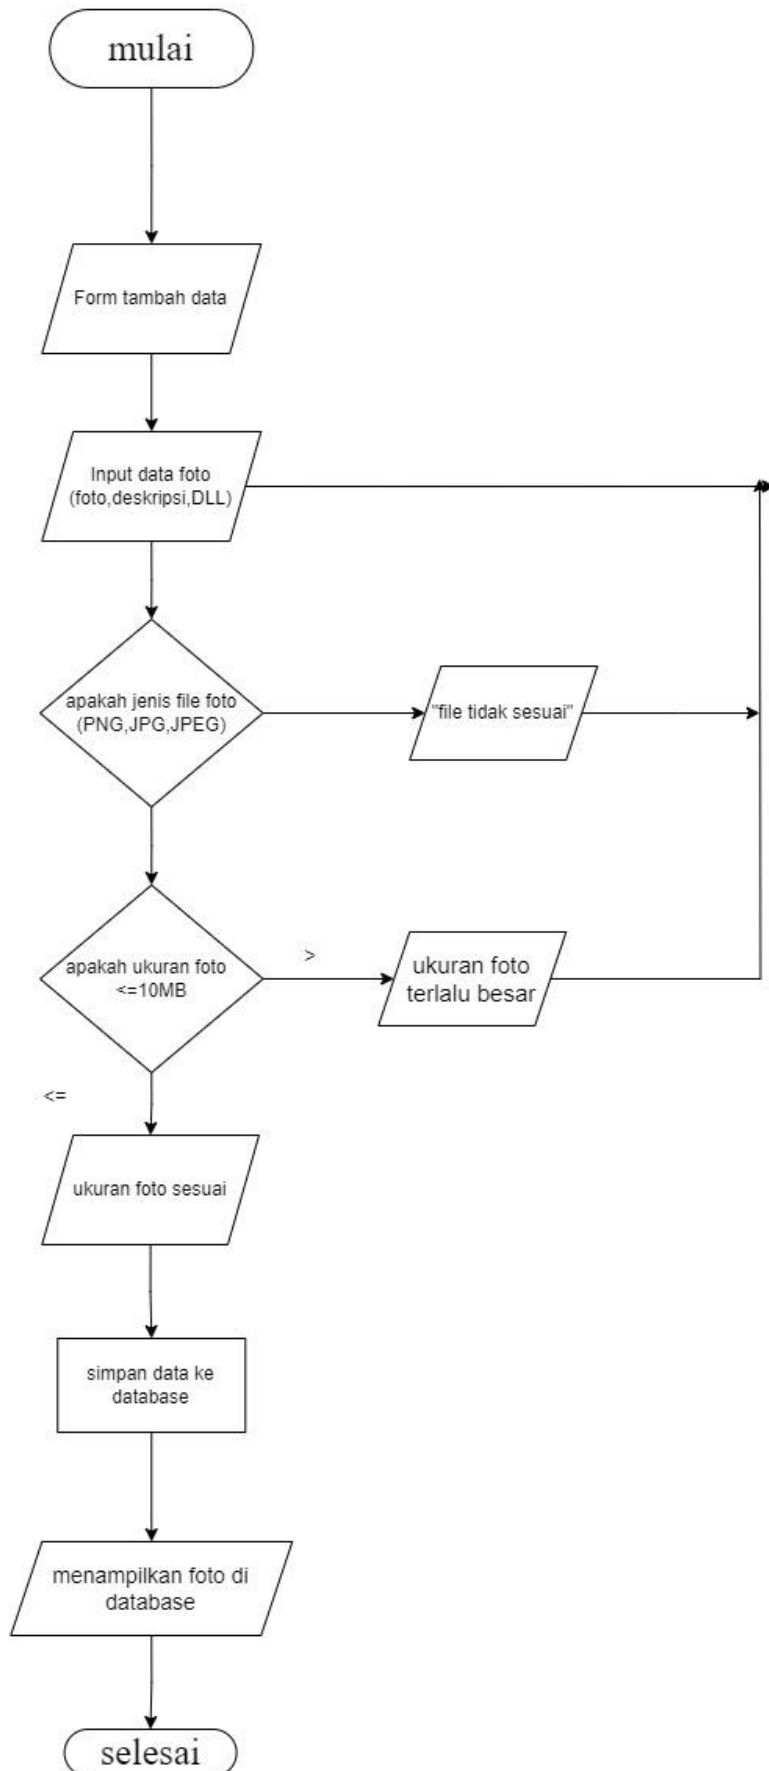 mulai
Form tambah data
Input data foto
(foto,deskripsi,DLL)
apakah jenis file foto
(PNG,JPG,JPEG)
"file tidak sesuai"
apakah ukuran foto
<=10MB
>
ukuran foto
terlalu besar
<=
ukuran foto sesuai
simpan data ke
database
menampilkan foto di
database
selesai